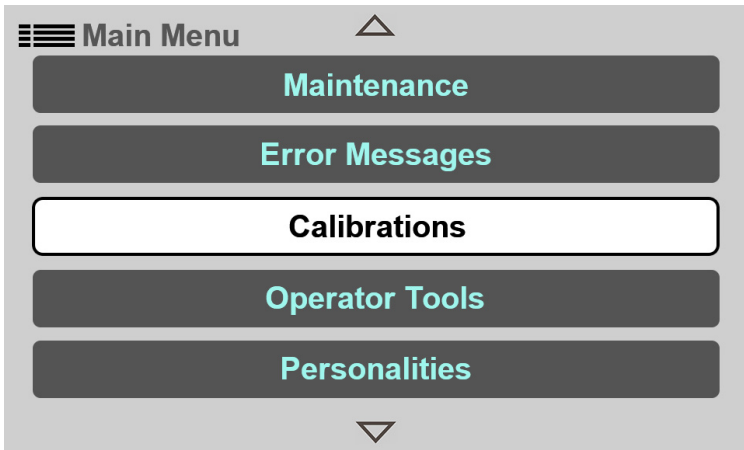 Main Menu
Maintenance
Error Messages
Calibrations
Operator Tools
Personalities